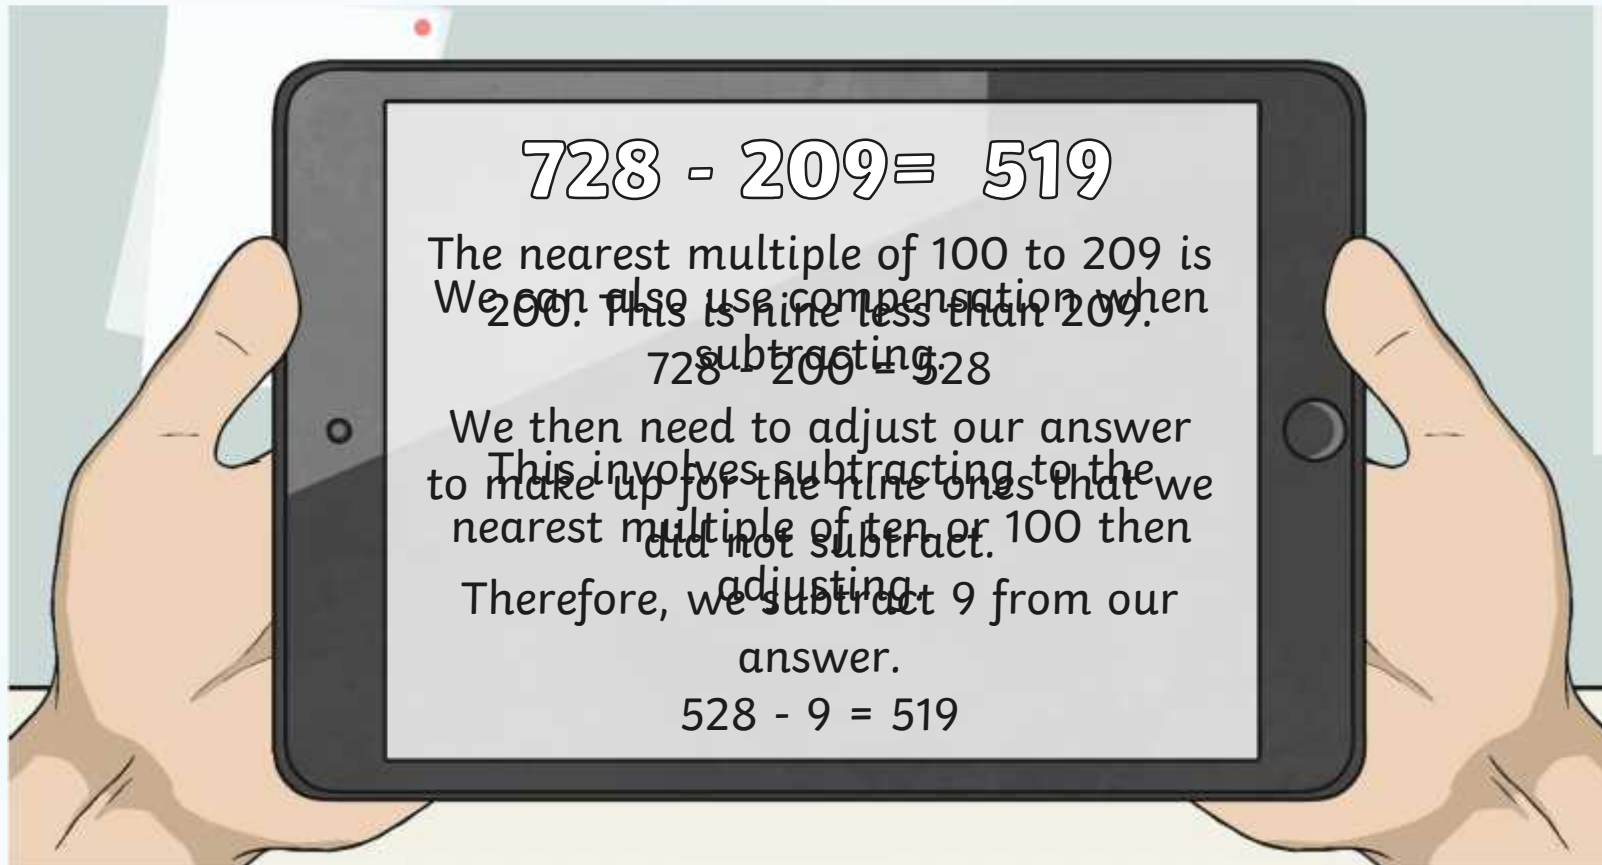 728 - 209= 519
We can also use compensation when
subtracting.
This involves subtracting to the
nearest multiple of ten or 100 then
adjusting.
The nearest multiple of 100 to 209 is
200. This is nine less than 209.
728 - 200 = 528
We then need to adjust our answer
to make up for the nine ones that we
did not subtract.
Therefore, we subtract 9 from our
answer.
528 - 9 = 519